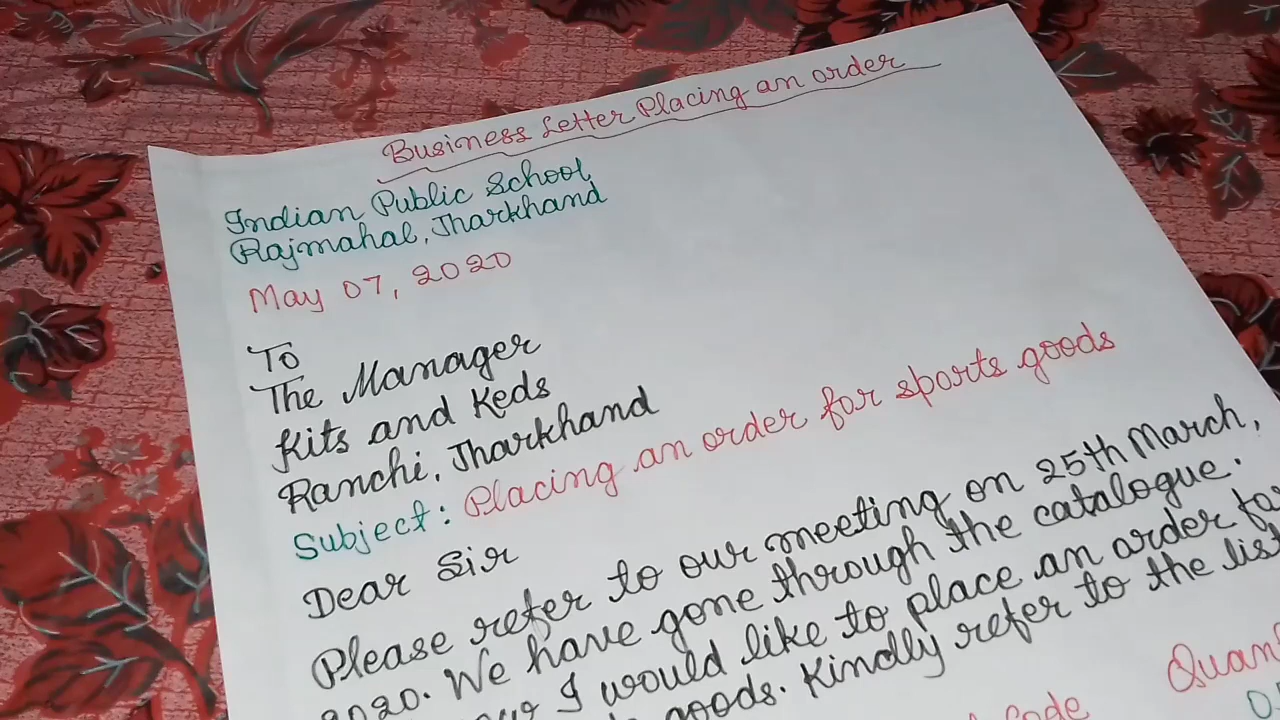 Business Letter Placing an order
Indian Public School
Rajmahal, Jharkhand
May 07, 2020
To
The Manager
Kits and Keds
Ranchi, Jharkhand
Subject: Placing an order for sports goods
Dear Sir
Please refer to our meeting on 25th March,
2020. We have gone through the catalogue.
I would like to place an order for
goods. Kindly refer to the list
Code